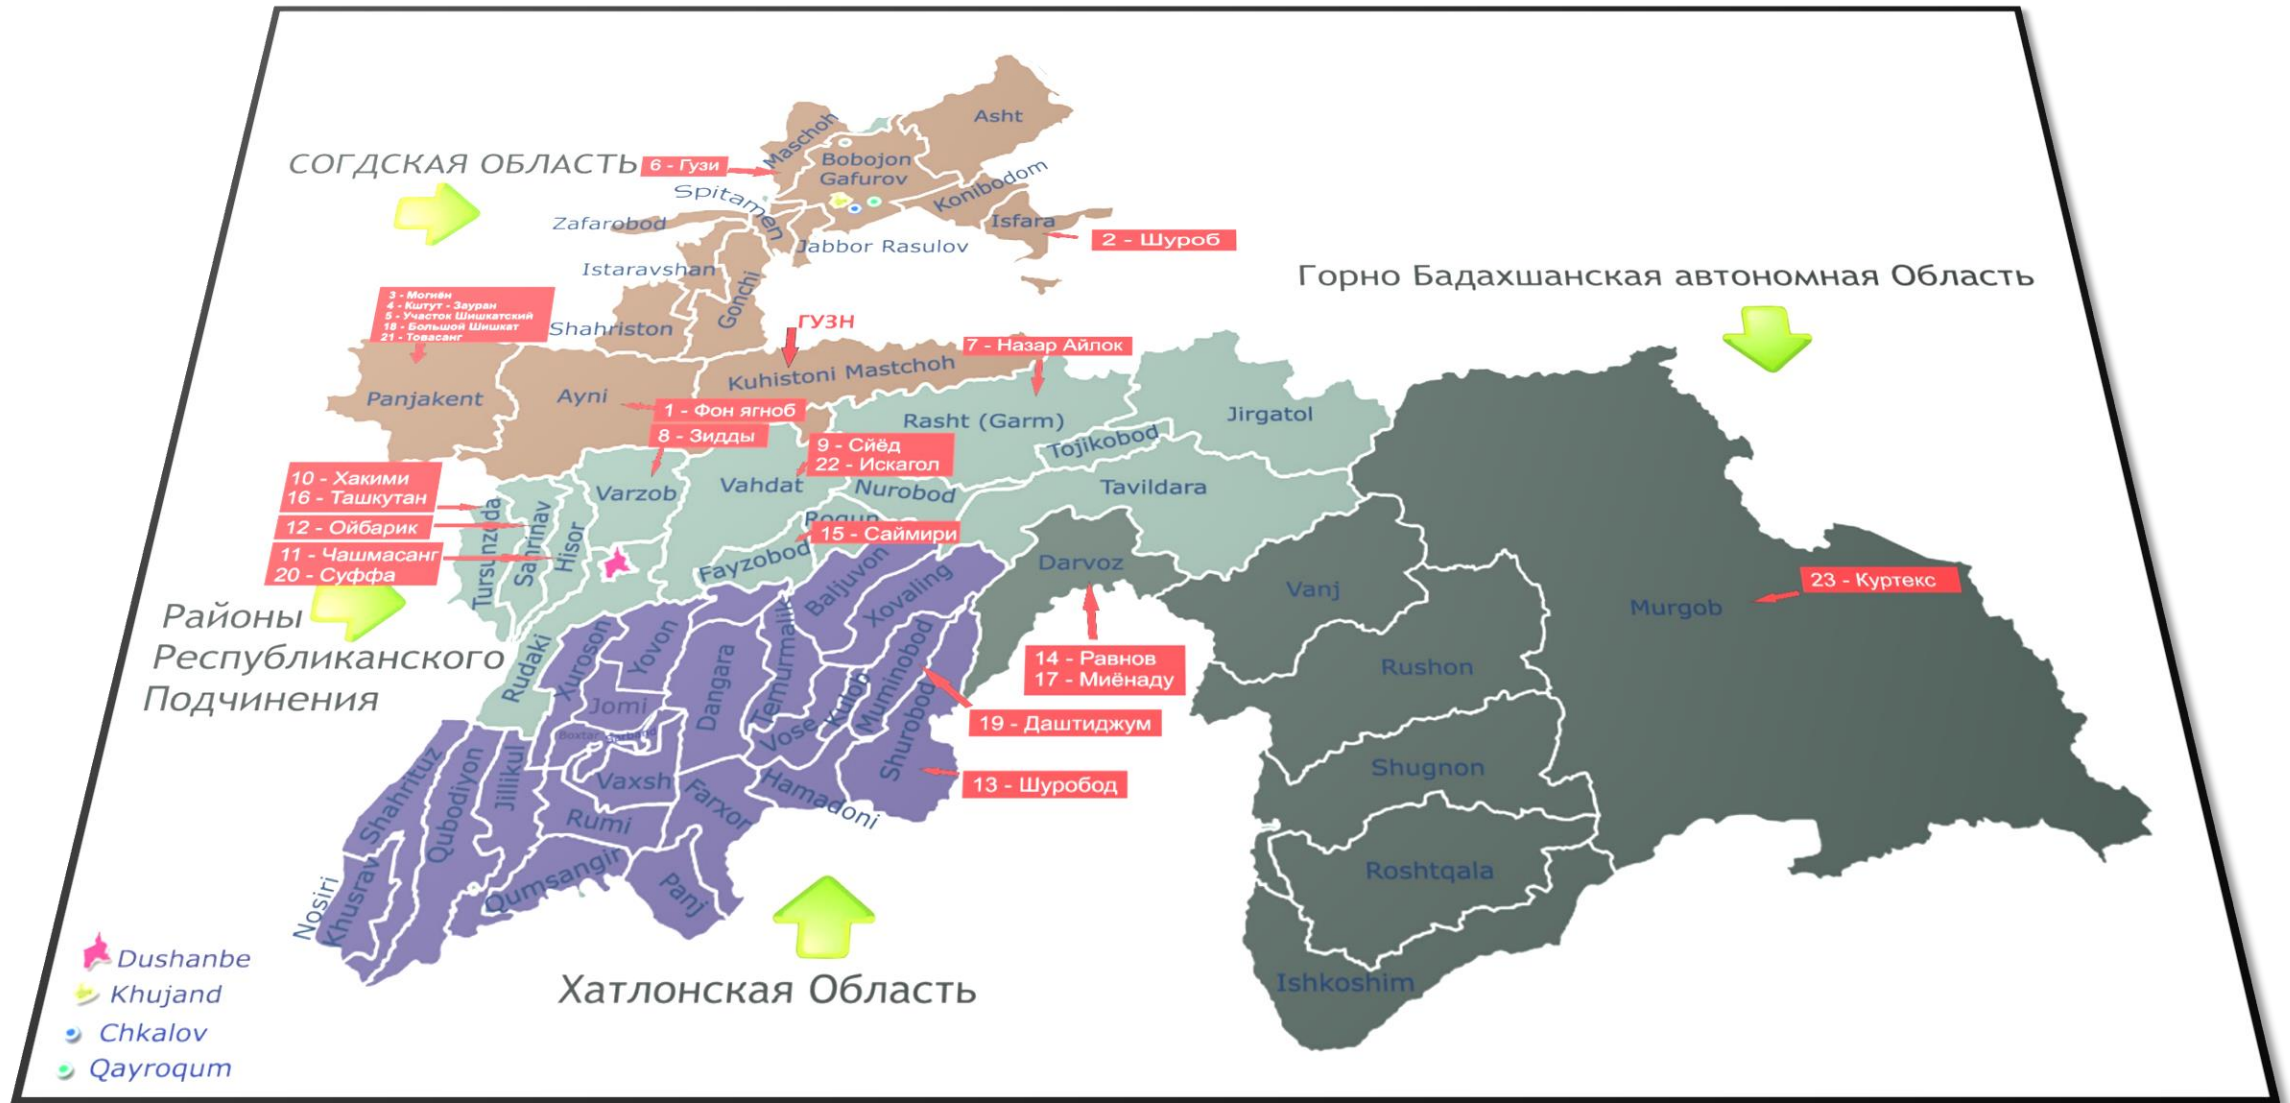 Asht
Maschoh
Bobojon
Gafurov
СОГДСКАЯ ОБЛАСТЬ
6 - Гузи
Konibodom
Spitamen
Zafarobod
Isfara
Jabbor Rasulov
2 - Шуроб
Istaravshan
Gonchi
Горно Бадахшанская автономная Область
3 - Могиён
4 - Кштут - Зауран
5 - Участок Шишкатский
18 - Большой Шишкат
21 - Товасанг
Shahriston
ГУЗН
7 - Назар Айлок
Kuhistoni Mastchoh
Panjakent
Ayni
1 - Фон ягноб
Rasht (Garm)
Jirgatol
8 - Зидды
Tojikobod
9 - Сйёд
22 - Искагол
10 - Хакими
16 - Ташкутан
Varzob
Vahdat
Nurobod
Tavildara
12 - Ойбарик
Rogun
15 - Саймири
11 - Чашмасанг
20 - Суффа
Tursunzoda
Sahrinav
Hisor
Fayzobod
Darvoz
Vanj
23 - Куртекс
Murgob
Районы
Республиканского
Подчинения
Baljuvon
Xovaling
14 - Равнов
17 - Миёнаду
Rushon
Rudaki
Xuroson
Yovon
Dangara
Temurmalik
Muminobod
Kulob
Jomi
19 - Даштиджум
Boxtar
Vose
Shurobod
Shugnon
13 - Шуробод
Shahrituz
Qubodiyon
Jillikul
Vaxsh
Farxor
Hamadoni
Rumi
Roshtqala
Nosiri
Khusrav
Qumsangir
Panj
Ishkoshim
Хатлонская Область
Dushanbe
Khujand
Chkalov
Qayroqum